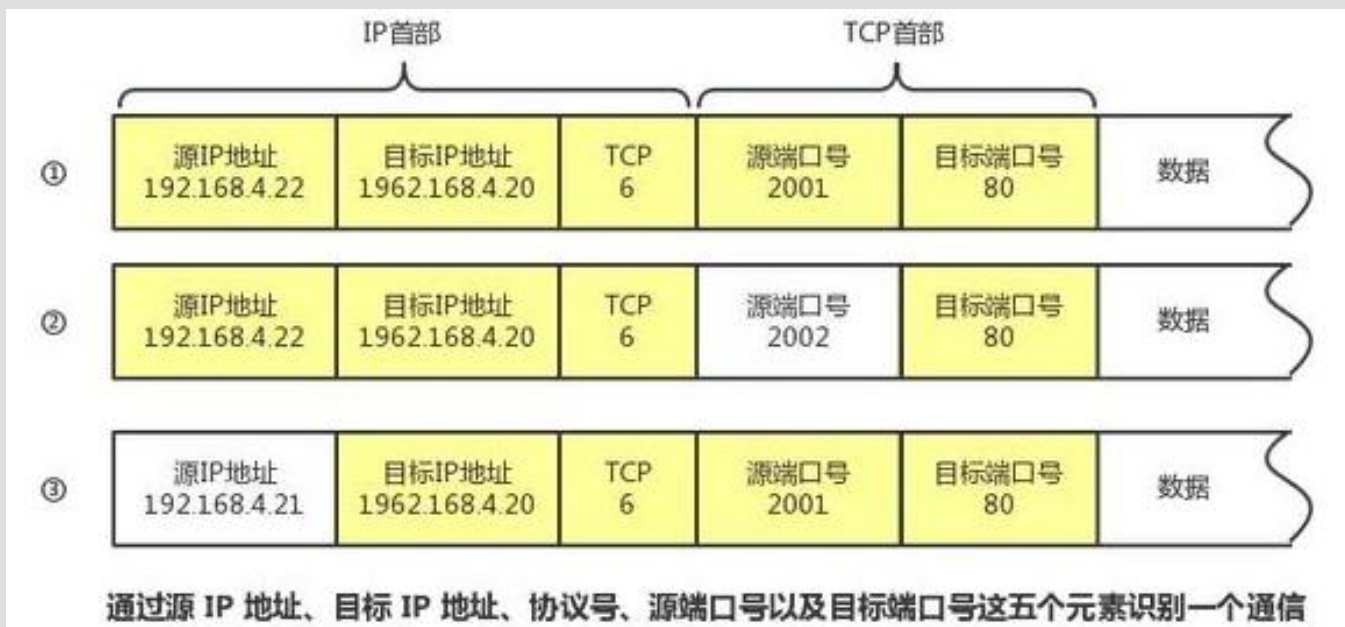 IP首部 TCP首部
① 源IP地址 目标IP地址 TCP 源端口号 目标端口号 数据
192.168.4.22 1962.168.4.20 6 2001 80
② 源IP地址 目标IP地址 TCP 源端口号 目标端口号 数据
192.168.4.22 1962.168.4.20 6 2002 80
③ 源IP地址 目标IP地址 TCP 源端口号 目标端口号 数据
192.168.4.21 1962.168.4.20 6 2001 80
通过源 IP 地址、目标 IP 地址、协议号、源端口号以及目标端口号这五个元素识别一个通信